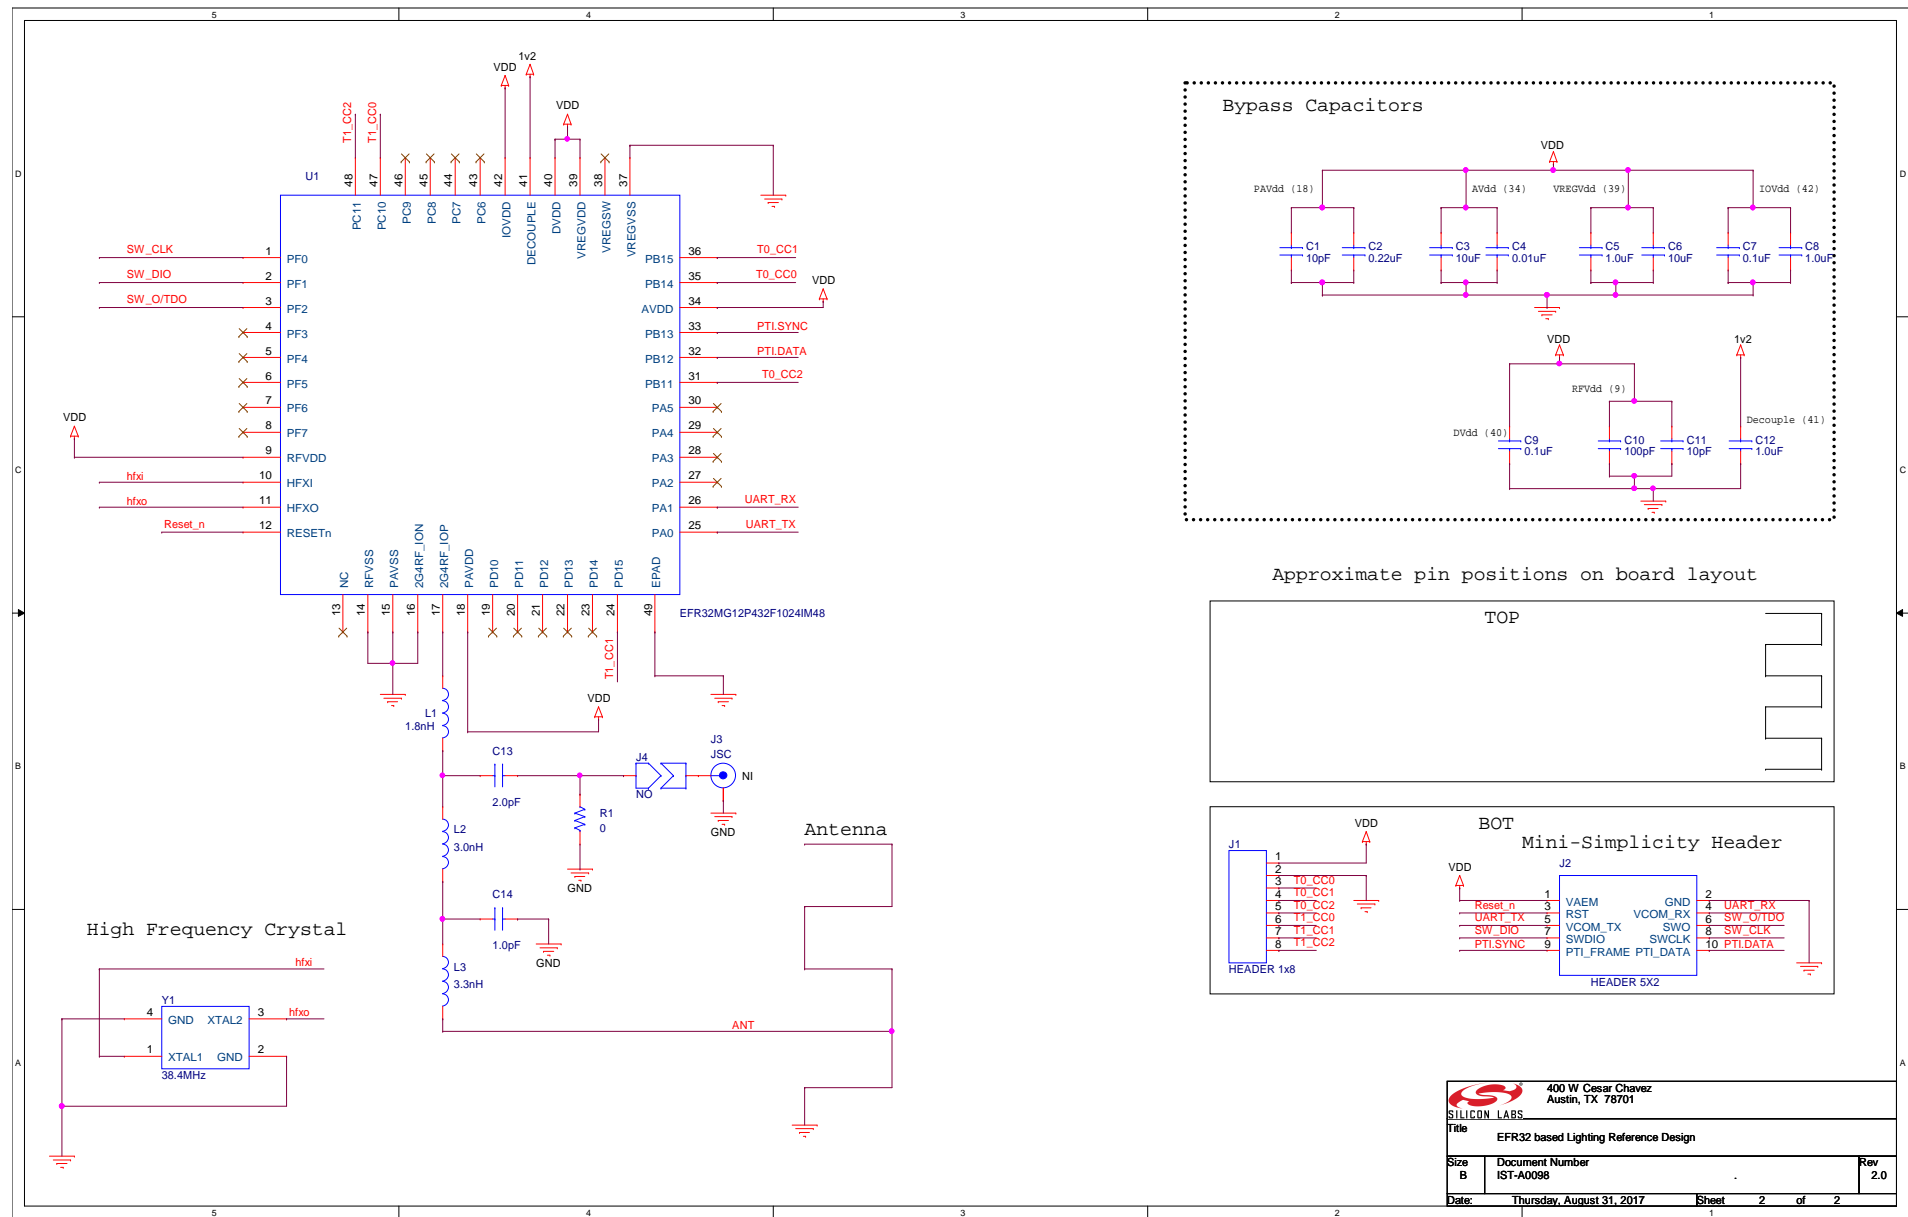 5 4 3 2 1
D
C
B
A
D
C
B
A
T1_CC2
T1_CC0
VDD
1v2
VDD
U1
48 PC11
47 PC10
46 PC9
45 PC8
44 PC7
43 PC6
42 IOVDD
41 DECOUPLE
40 DVDD
39 VREGVDD
38 VREGSW
37 VREGVSS
SW_CLK 1 PF0
SW_DIO 2 PF1
SW_O/TDO 3 PF2
4 PF3
5 PF4
6 PF5
7 PF6
8 PF7
VDD
9 RFVDD
hfxi 10 HFXI
hfxo 11 HFXO
Reset_n 12 RESETn
PB15 36 T0_CC1
PB14 35 T0_CC0
VDD
AVDD 34
PB13 33 PTI.SYNC
PB12 32 PTI.DATA
PB11 31 T0_CC2
PA5 30
PA4 29
PA3 28
PA2 27
PA1 26 UART_RX
PA0 25 UART_TX
NC 13
RFVSS 14
PAVSS 15
2G4RF_ION 16
2G4RF_IOP 17
PAVDD 18
PD10 19
PD11 20
PD12 21
PD13 22
PD14 23
PD15 24
EPAD 49
EFR32MG12P432F1024IM48
T1_CC1
VDD
L1
1.8nH
C13
2.0pF
J4
NO
J3
JSC
NI
GND
R1
0
GND
L2
3.0nH
C14
1.0pF
GND
L3
3.3nH
ANT
Antenna
High Frequency Crystal
hfxi
Y1
4 GND XTAL2 3 hfxo
1 XTAL1 GND 2
38.4MHz
Bypass Capacitors
VDD
PAVdd (18) AVdd (34) VREGVdd (39) IOVdd (42)
C1
10pF
C2
0.22uF
C3
10uF
C4
0.01uF
C5
1.0uF
C6
10uF
C7
0.1uF
C8
1.0uF
VDD
1v2
RFVdd (9)
DVdd (40)
Decouple (41)
C9
0.1uF
C10
100pF
C11
10pF
C12
1.0uF
Approximate pin positions on board layout
TOP
BOT
Mini-Simplicity Header
J1
VDD
1
2
3 T0_CC0
4 T0_CC1
5 T0_CC2
6 T1_CC0
7 T1_CC1
8 T1_CC2
HEADER 1x8
VDD
J2
1 VAEM GND 2
Reset_n 3 RST VCOM_RX 4 UART_RX
UART_TX 5 VCOM_TX SWO 6 SW_O/TDO
SW_DIO 7 SWDIO SWCLK 8 SW_CLK
PTI.SYNC 9 PTI_FRAME PTI_DATA 10 PTI.DATA
HEADER 5X2
SILICON LABS
400 W Cesar Chavez
Austin, TX 78701
Title
EFR32 based Lighting Reference Design
Size Document Number Rev
B IST-A0098 . 2.0
Date: Thursday, August 31, 2017 Sheet 2 of 2
5 4 3 2 1